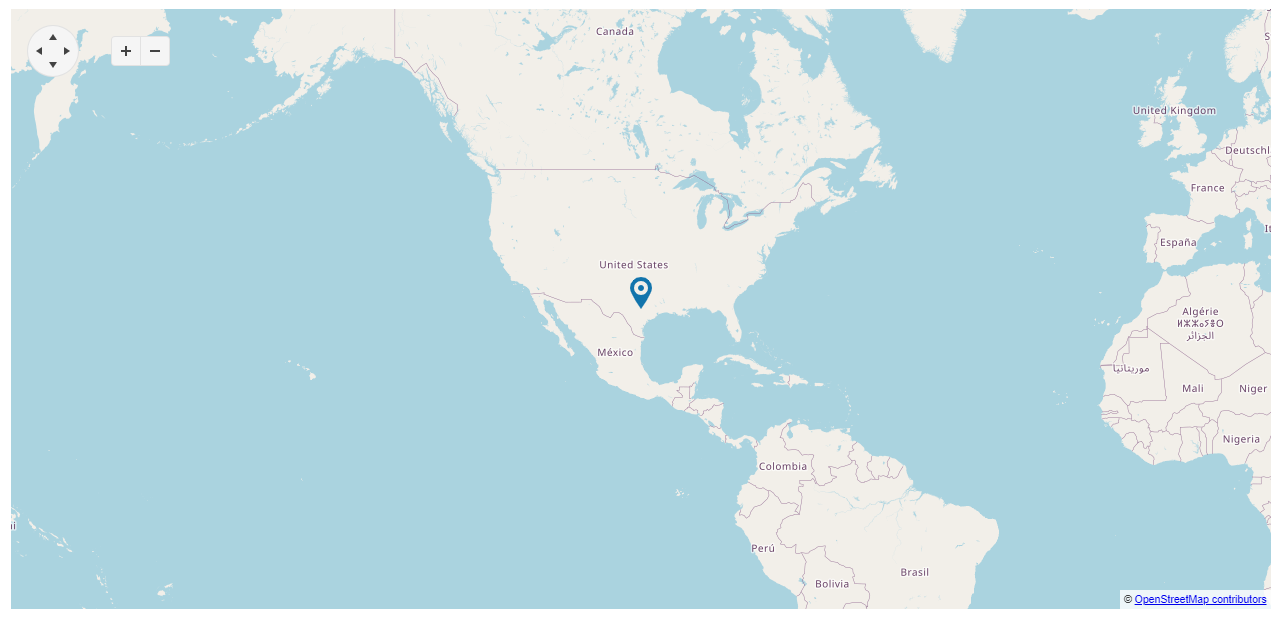 Canada
United Kingdom
Deutschl
France
España
It
United States
Algérie
ⵍⵣⵣⴰⵢⴻⵔ
الجزائر
México
موريتانيا
Mali
Niger
Nigeria
Colombia
Perú
Brasil
Bolivia
© OpenStreetMap contributors